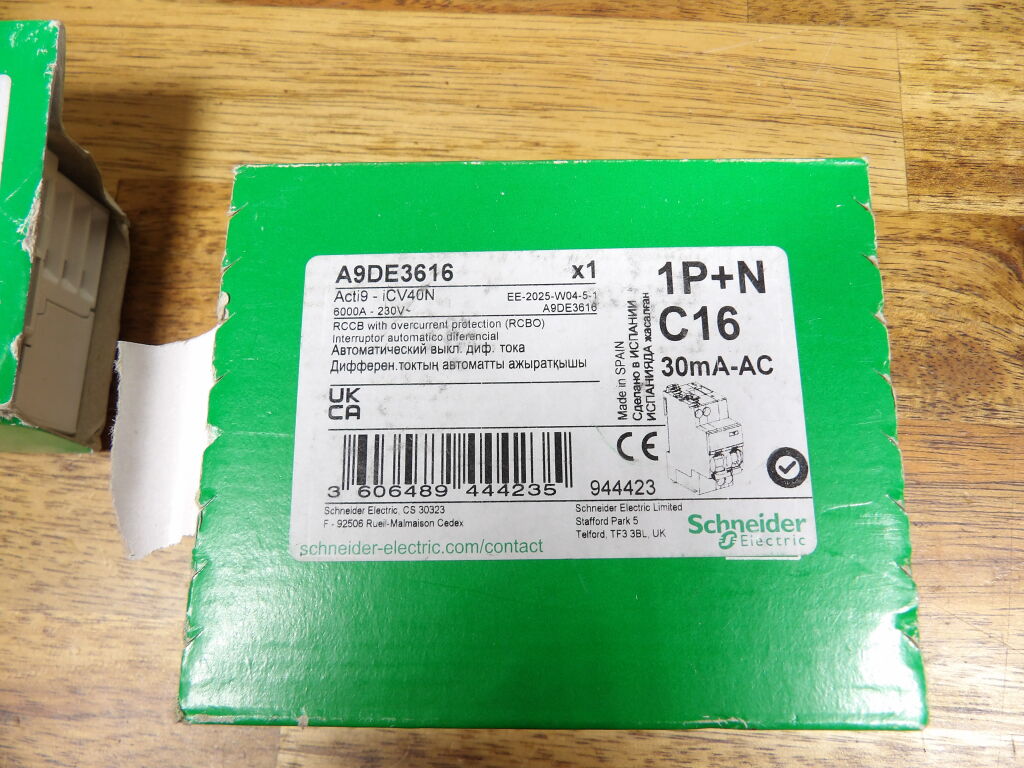 A9DE3616 x1
Acti9 - iCV40N
6000A - 230V~
EE-2025-W04-5-1
A9DE3616
RCCB with overcurrent protection (RCBO)
Interruptor automatico diferencial
Автоматический выкл. диф. тока
Дифферен.токтың автоматты ажыратқышы
UK
CA
Made in SPAIN
Сделано в ИСПАНИИ
ИСПАНИЯДА жасалған
1P+N
C16
30mA-AC
CE
3 606489 444235
944423
Schneider Electric, CS 30323
F - 92506 Rueil-Malmaison Cedex
Schneider Electric Limited
Stafford Park 5
Telford, TF3 3BL, UK
schneider-electric.com/contact
Schneider
Electric